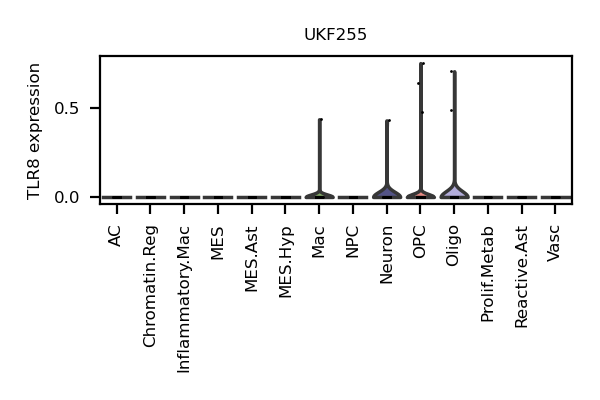 UKF255
TLR8 expression
0.5
0.0
AC
Chromatin.Reg
Inflammatory.Mac
MES
MES.Ast
MES.Hyp
Mac
NPC
Neuron
OPC
Oligo
Prolif.Metab
Reactive.Ast
Vasc